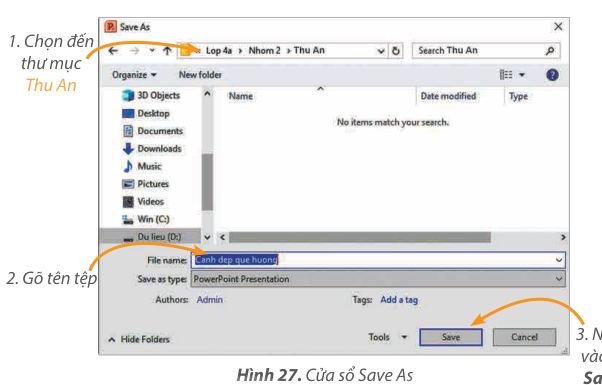 1. Chọn đến
thư mục
Thu An
Save As
« Lop 4a > Nhom 2 > Thu An
Search Thu An
Organize
New folder
Name
Date modified
Type
No items match your search.
3D Objects
Desktop
Documents
Downloads
Music
Pictures
Videos
Win (C:)
Du lieu (D:)
2. Gõ tên tệp
File name: Canh dep que huong
Save as type: PowerPoint Presentation
Authors: Admin
Tags: Add a tag
Hide Folders
Tools
Save
Cancel
3.
Hình 27. Cửa sổ Save As